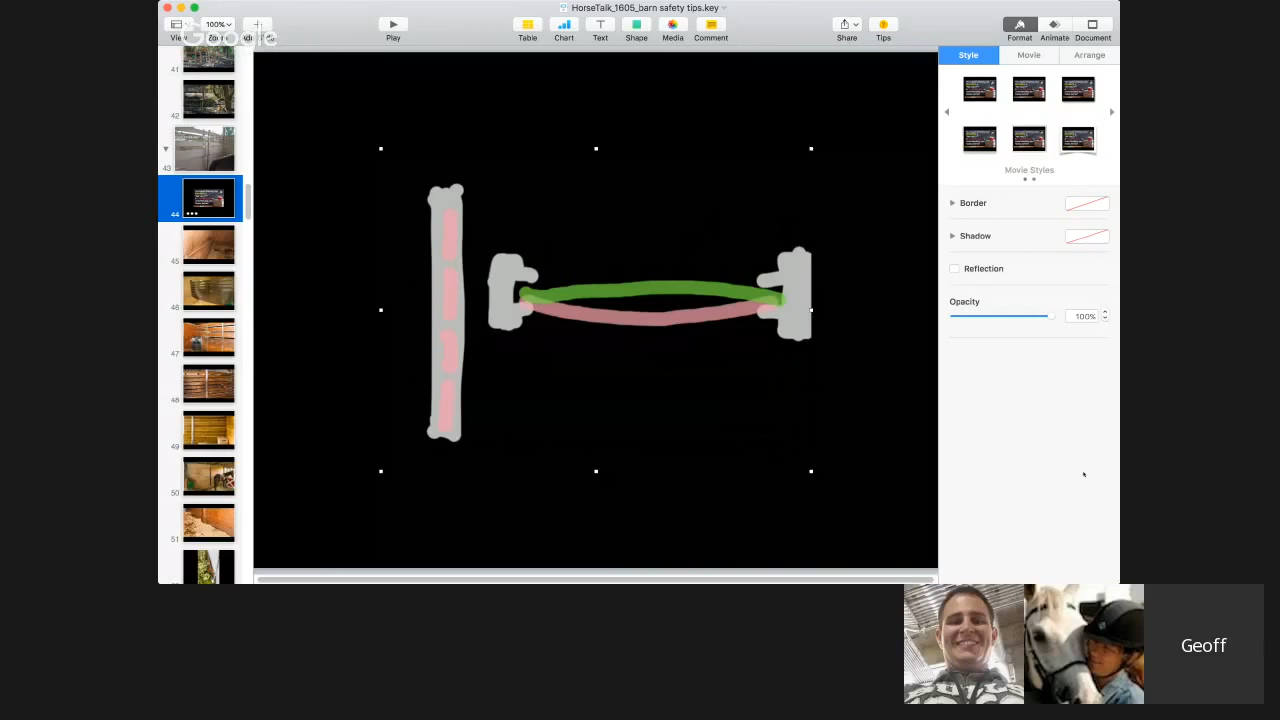 HorseTalk_1605_barn safety tips.key
100%
View Zoom Play Table Chart Text Shape Media Comment Share Tips Format Animate Document
Google
Style Movie Arrange
41
42
43
44
45
46
47
48
49
50
51
Movie Styles
Border
Shadow
Reflection
Opacity
100%
Geoff